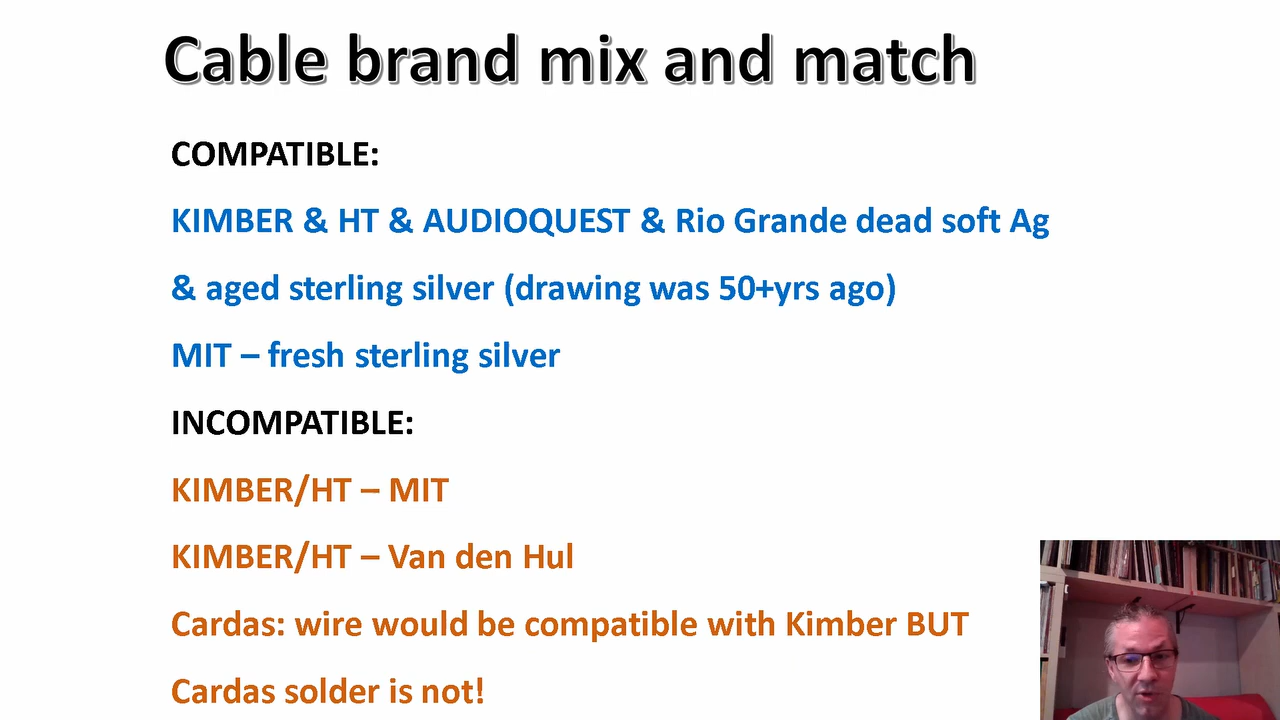 Cable brand mix and match
COMPATIBLE:
KIMBER & HT & AUDIOQUEST & Rio Grande dead soft Ag
& aged sterling silver (drawing was 50+yrs ago)
MIT – fresh sterling silver
INCOMPATIBLE:
KIMBER/HT – MIT
KIMBER/HT – Van den Hul
Cardas: wire would be compatible with Kimber BUT
Cardas solder is not!